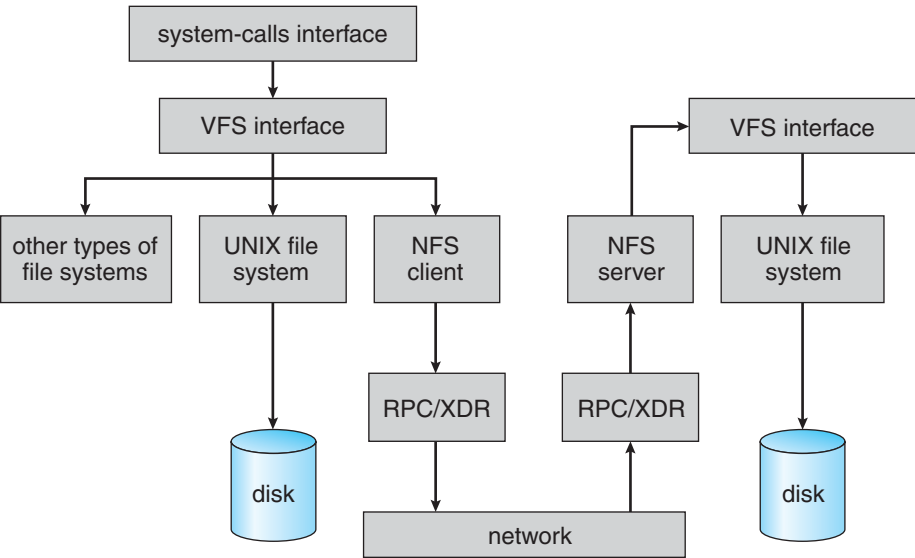 system-calls interface
VFS interface
VFS interface
other types of
file systems
UNIX file
system
NFS
client
NFS
server
UNIX file
system
RPC/XDR
RPC/XDR
disk
disk
network